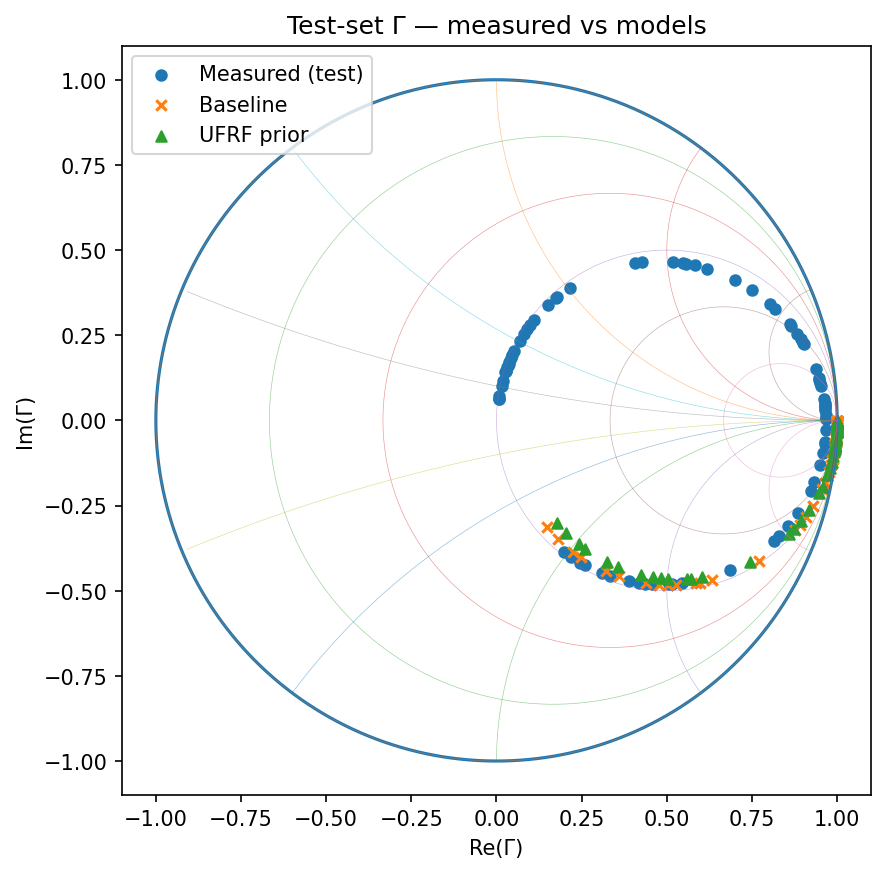 Test-set Γ — measured vs models
Measured (test)
Baseline
UFRF prior
1.00
0.75
0.50
0.25
0.00
−0.25
−0.50
−0.75
−1.00
Im(Γ)
−1.00 −0.75 −0.50 −0.25 0.00 0.25 0.50 0.75 1.00
Re(Γ)